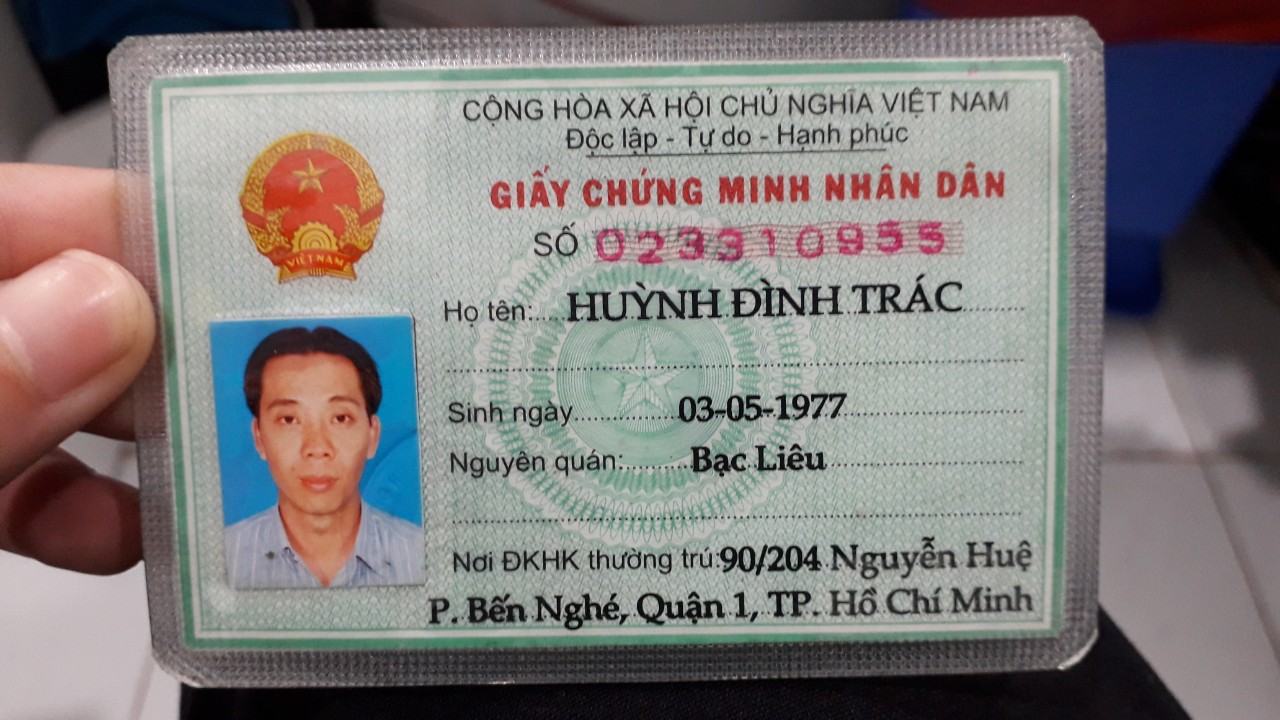 CỘNG HÒA XÃ HỘI CHỦ NGHĨA VIỆT NAM
Độc lập - Tự do - Hạnh phúc
GIẤY CHỨNG MINH NHÂN DÂN
SỐ 023310955
VIỆT NAM
Họ tên: HUỲNH ĐÌNH TRÁC
Sinh ngày 03-05-1977
Nguyên quán: Bạc Liêu
Nơi ĐKHK thường trú: 90/204 Nguyễn Huệ
P. Bến Nghé, Quận 1, TP. Hồ Chí Minh